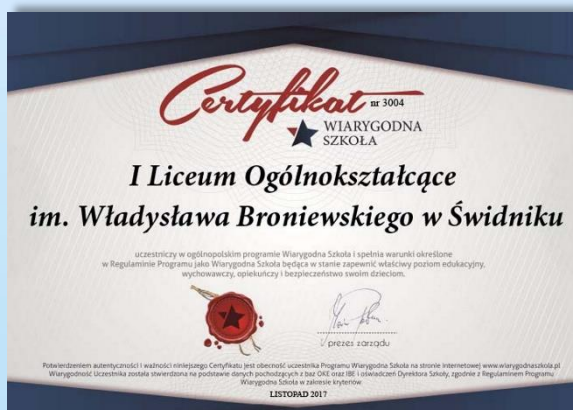 Certyfikat nr 3004
WIARYGODNA
SZKOŁA
I Liceum Ogólnokształcące
im. Władysława Broniewskiego w Świdniku
uczestniczy w ogólnopolskim programie Wiarygodna Szkoła i spełnia warunki określone
w Regulaminie Programu jako Wiarygodna Szkoła będąca w stanie zapewnić właściwy poziom edukacyjny,
wychowawczy, opiekuńczy i bezpieczeństwo swoim dzieciom.
prezes zarządu
Potwierdzeniem autentyczności i ważności niniejszego Certyfikatu jest obecność uczestnika Programu Wiarygodna Szkoła na stronie internetowej www.wiarygodnaszkola.pl
Wiarygodność Uczestnika została stwierdzona na podstawie danych pochodzących z baz OKE oraz IBE i oświadczeń Dyrektora Szkoły, zgodnie z Regulaminem Programu
Wiarygodna Szkoła w zakresie kryteriów.
LISTOPAD 2017